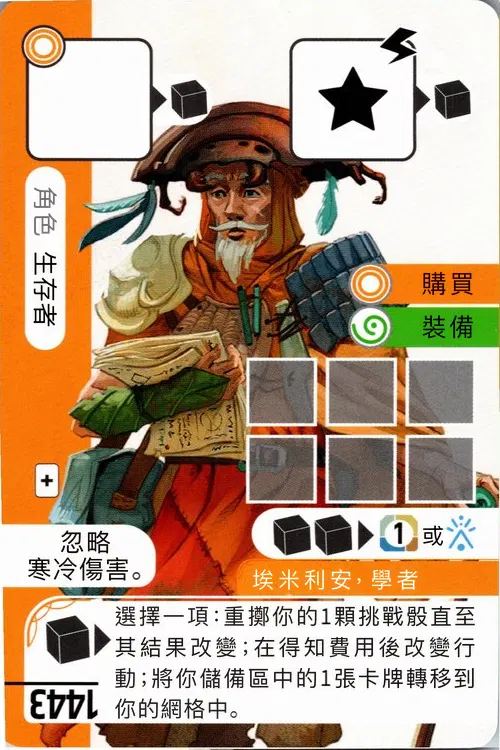 角色 生存者
購買
裝備
+
1 或
忽略
寒冷傷害。
埃米利安，學者
選擇一項：重擲你的1顆挑戰骰直至
其結果改變；在得知費用後改變行
動；將你儲備區中的1張卡牌轉移到
你的網格中。
1443